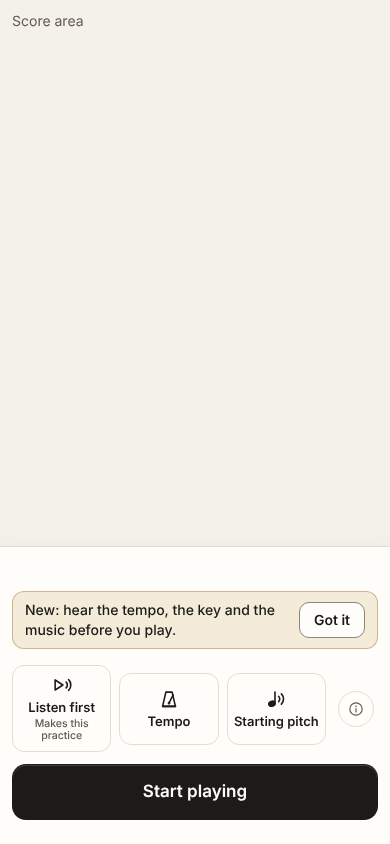 Score area
New: hear the tempo, the key and the
music before you play.
Got it
Listen first
Makes this
practice
Tempo
Starting pitch
Start playing